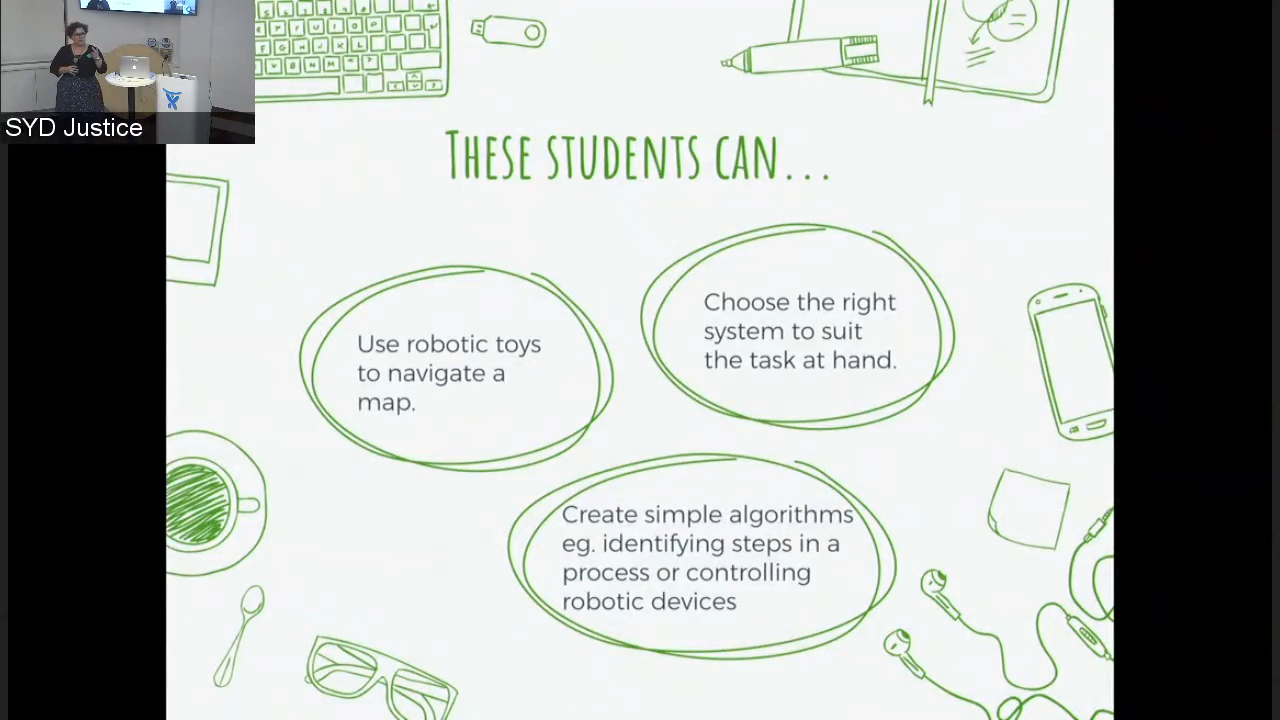 SYD Justice
THESE STUDENTS CAN...
Use robotic toys
to navigate a
map.
Choose the right
system to suit
the task at hand.
Create simple algorithms
eg. identifying steps in a
process or controlling
robotic devices